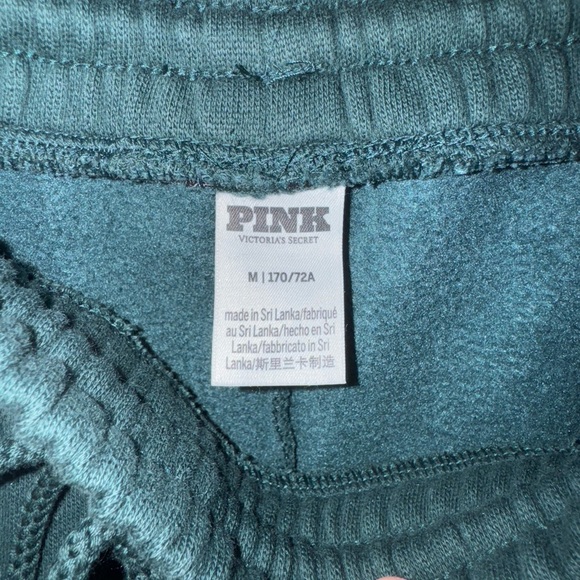 PINK
VICTORIA'S SECRET
M | 170/72A
made in Sri Lanka/fabriqué
au Sri Lanka/hecho en Sri
Lanka/fabbricato in Sri
Lanka/斯里兰卡制造